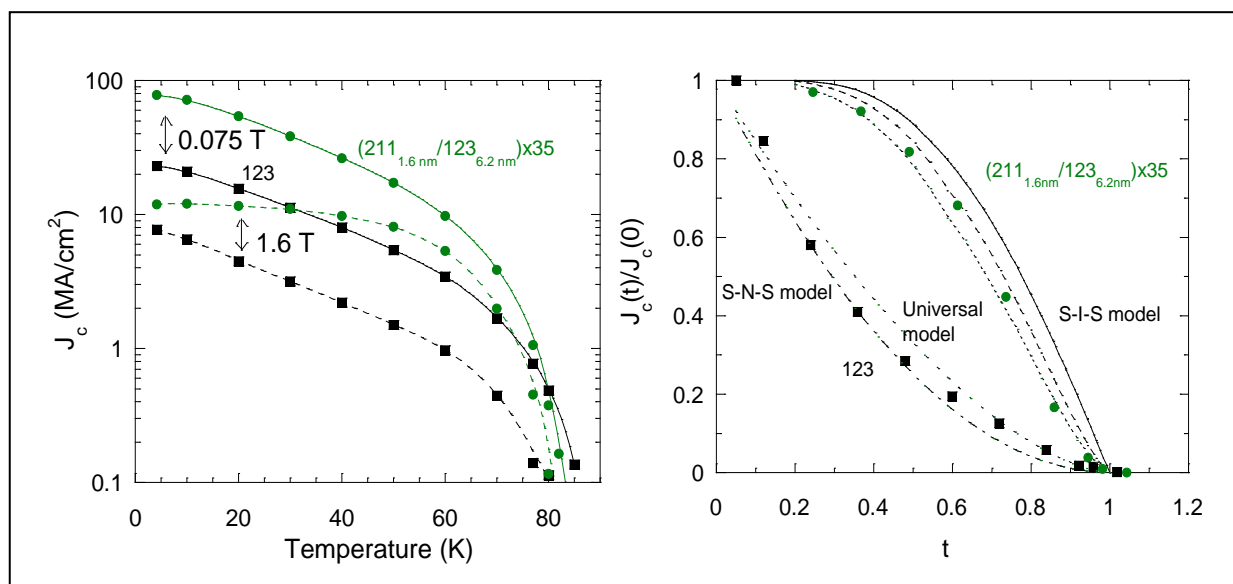 100
10
1
0.1
J_c (MA/cm²)
0.075 T
123
1.6 T
(211_1.6 nm/123_6.2 nm)x35
0 20 40 60 80
Temperature (K)
1
0.8
0.6
0.4
0.2
0
J_c(t)/J_c(0)
(211_1.6nm/123_6.2nm)x35
S-N-S model
Universal
model
S-I-S model
123
0 0.2 0.4 0.6 0.8 1 1.2
t